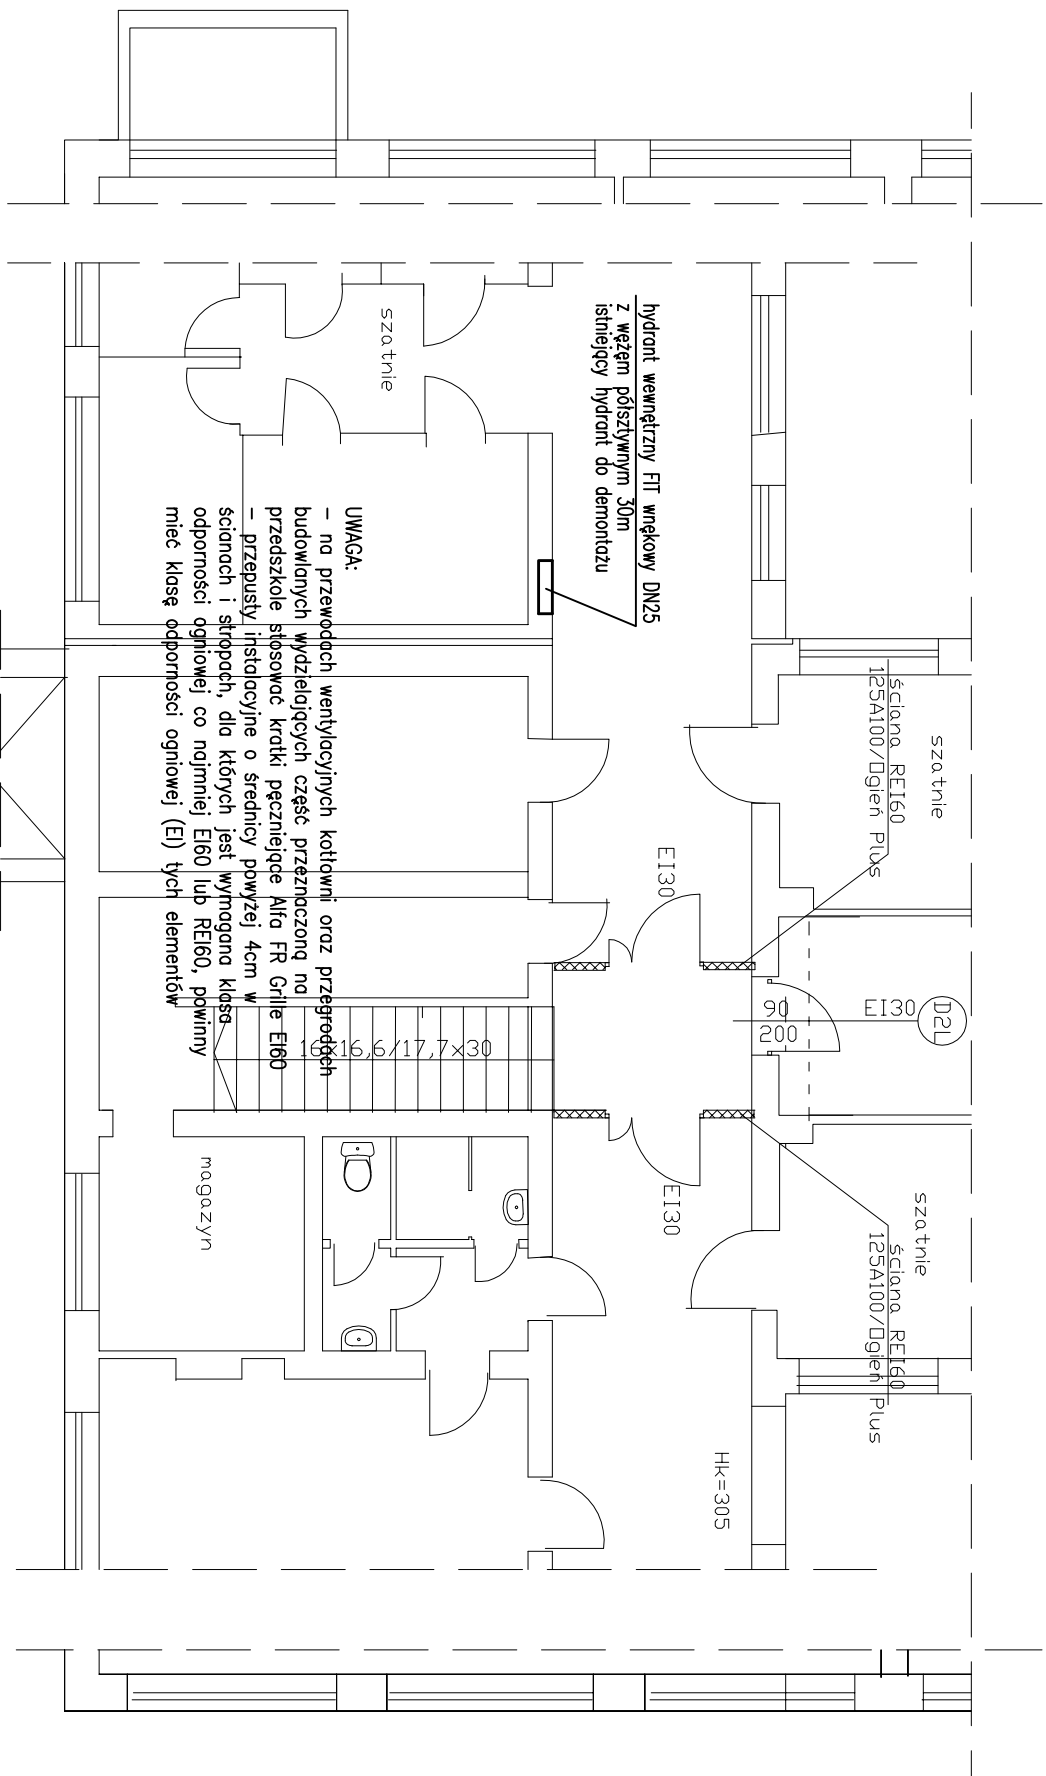 hydrant wewnętrzny FIT wnękowy DN25
z wężem półsztywnym 30m
istniejący hydrant do demontażu
szatnie
UWAGA:
- na przewodach wentylacyjnych kotłowni oraz przegrodach
budowlanych wydzielających część przeznaczoną na
przedszkole stosować kratki pęczniejące Alfa FR Grille EI60
- przepusty instalacyjne o średnicy powyżej 4cm w
ścianach i stropach, dla których jest wymagana klasa
odporności ogniowej co najmniej EI60 lub REI60, powinny
mieć klasę odporności ogniowej (EI) tych elementów
szatnie
ściana REI60
125A100/□gień Plus
EI30
D2L
EI30
90
200
16x16,6/17,7x30
EI30
szatnie
ściana REI60
125A100/□gień Plus
magazyn
Hk=305